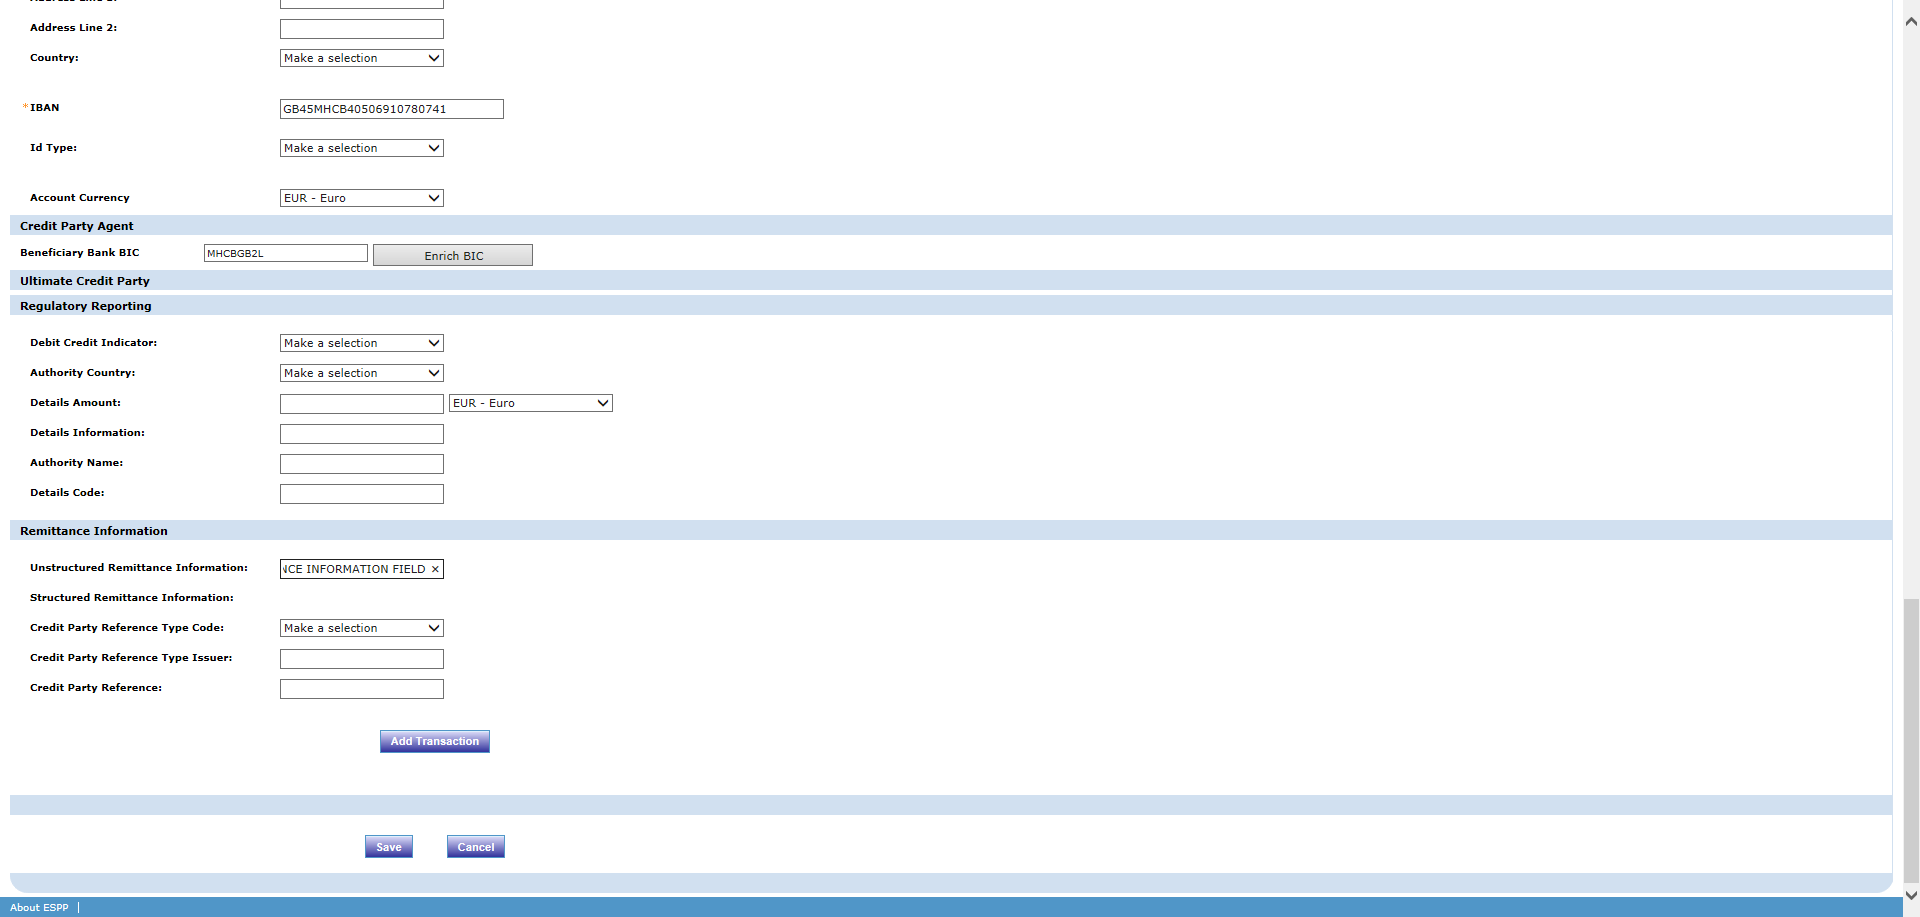 Address Line 2:
Country: Make a selection
* IBAN GB45MHCB40506910780741
Id Type: Make a selection
Account Currency EUR - Euro
Credit Party Agent
Beneficiary Bank BIC MHCBGB2L Enrich BIC
Ultimate Credit Party
Regulatory Reporting
Debit Credit Indicator: Make a selection
Authority Country: Make a selection
Details Amount: EUR - Euro
Details Information:
Authority Name:
Details Code:
Remittance Information
Unstructured Remittance Information: NCE INFORMATION FIELD ×
Structured Remittance Information:
Credit Party Reference Type Code: Make a selection
Credit Party Reference Type Issuer:
Credit Party Reference:
Add Transaction
Save Cancel
About ESPP |